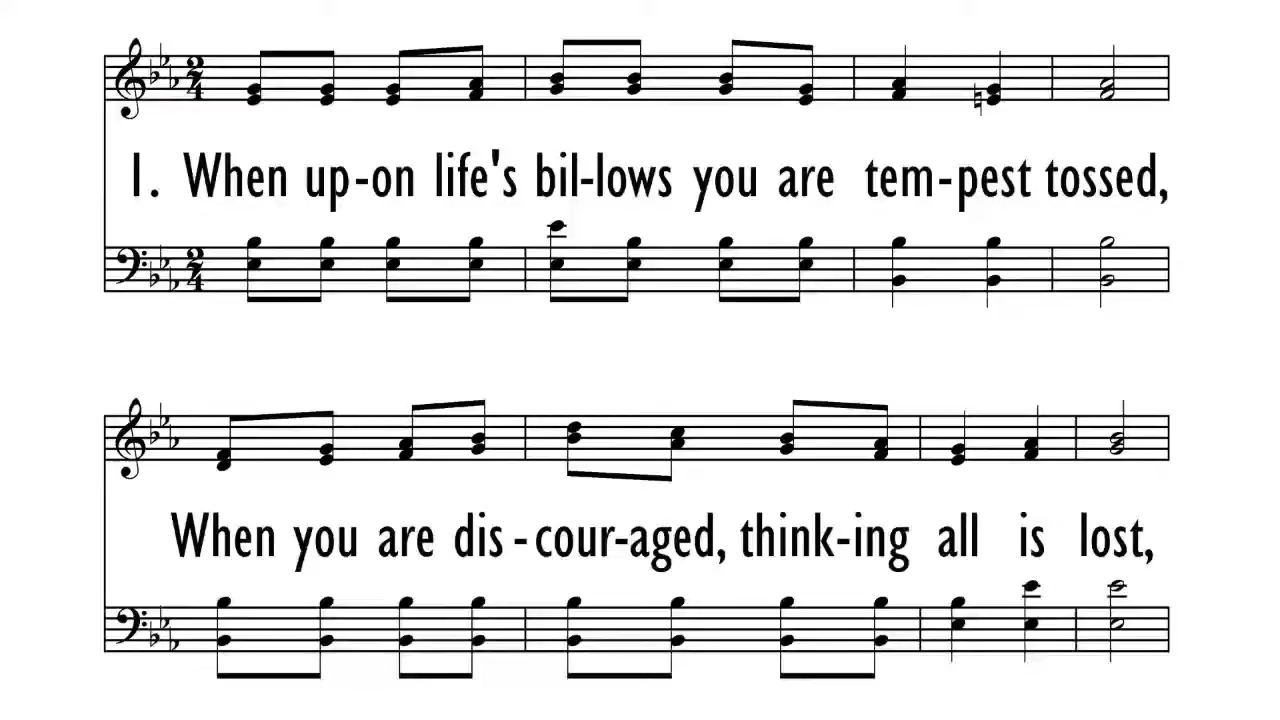 1. When up-on life's bil-lows you are tem-pest tossed,
When you are dis-cour-aged, think-ing all is lost,